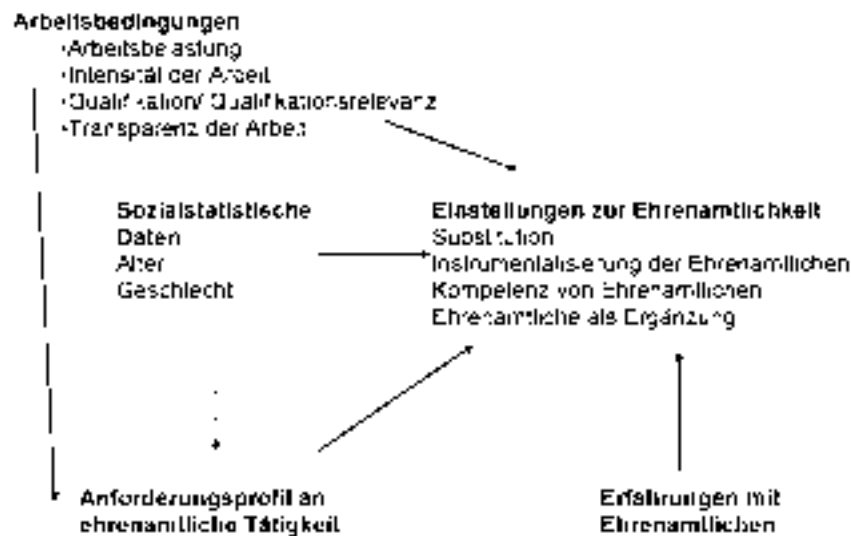 Arbeitsbedingungen
·Arbeitsbelastung
·Intensität der Arbeit
·Qualifikation/ Qualifikationsrelevanz
·Transparenz der Arbeit
Sozialstatistische
Daten
Alter
Geschlecht
Einstellungen zur Ehrenamtlichkeit
Substitution
Instrumentalisierung der Ehrenamtlichen
Kompetenz von Ehrenamtlichen
Ehrenamtliche als Ergänzung
Anforderungsprofil an
ehrenamtliche Tätigkeit
Erfahrungen mit
Ehrenamtlichen